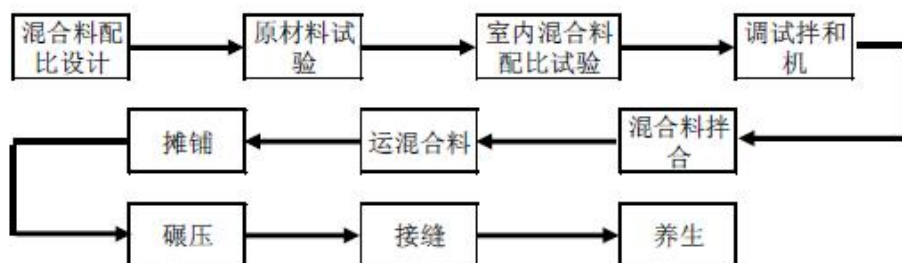 混合料配
比设计
原材料试
验
室内混合料
配比试验
调试拌和
机
混合料拌
合
运混合料
摊铺
碾压
接缝
养生